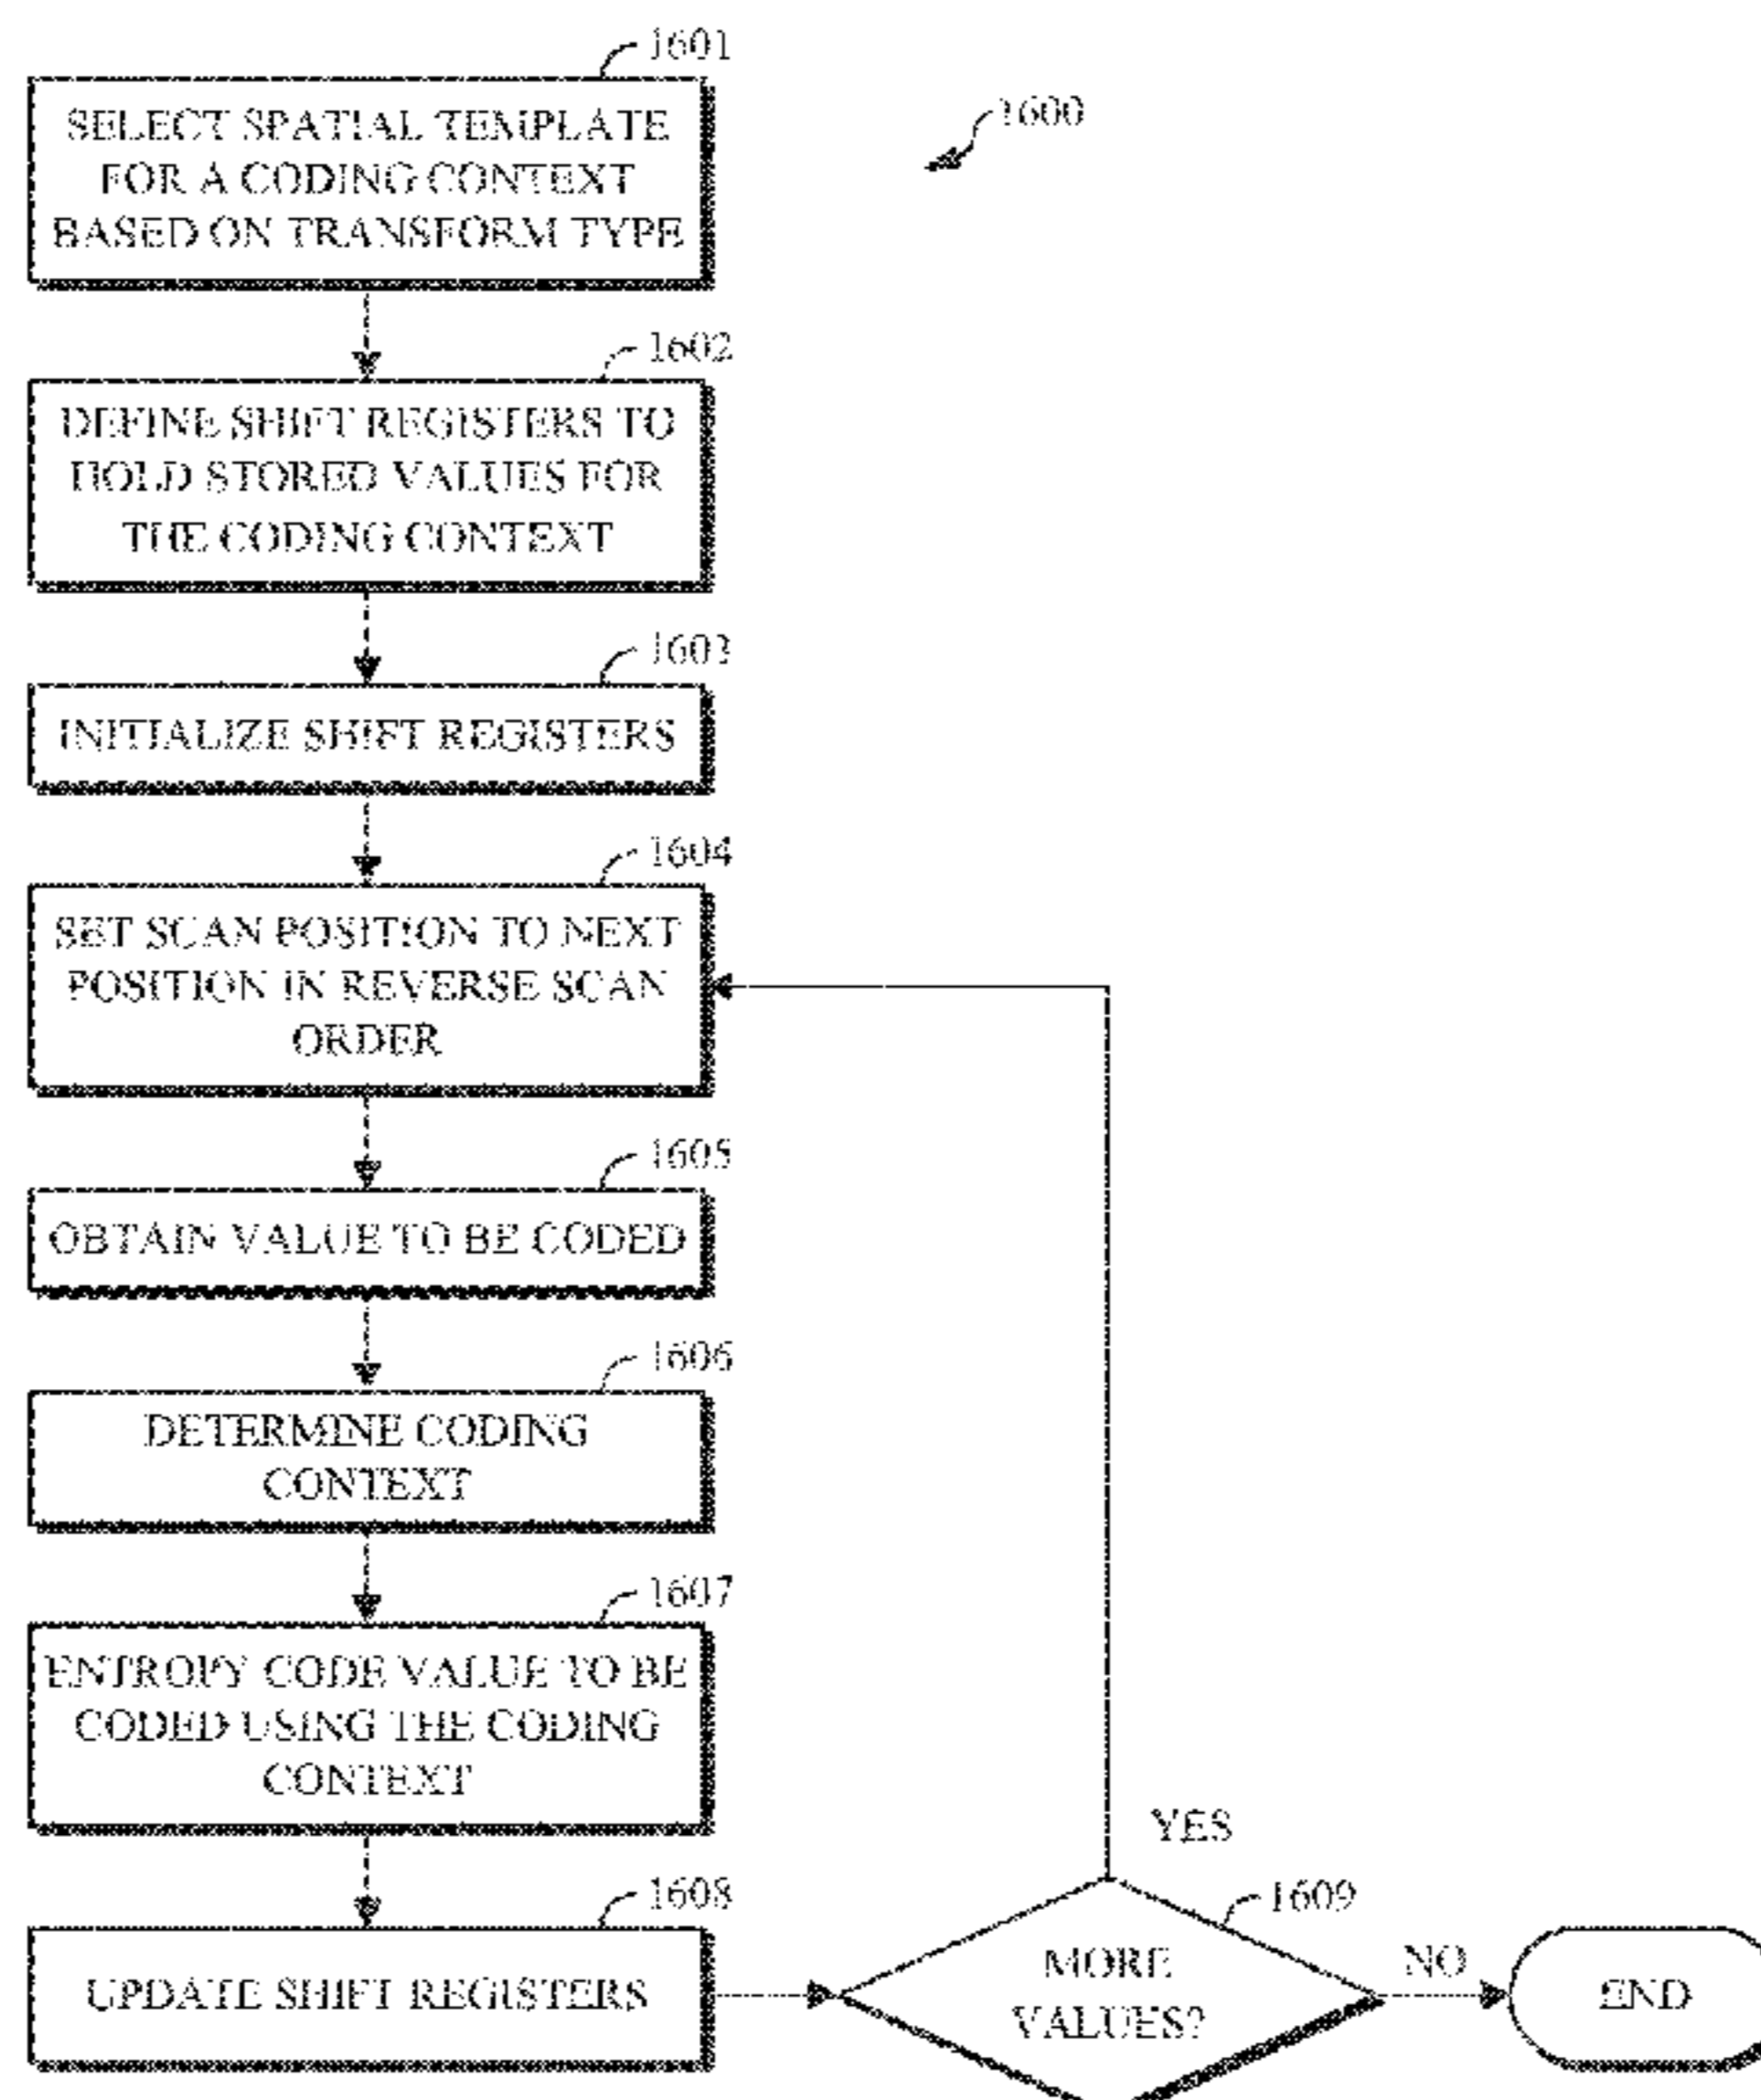 1601
1600
SELECT SPATIAL TEMPLATE
FOR A CODING CONTEXT
BASED ON TRANSFORM TYPE
1602
DEFINE SHIFT REGISTERS TO
HOLD STORED VALUES FOR
THE CODING CONTEXT
1603
INITIALIZE SHIFT REGISTERS
1604
SET SCAN POSITION TO NEXT
POSITION IN REVERSE SCAN
ORDER
1605
OBTAIN VALUE TO BE CODED
1606
DETERMINE CODING
CONTEXT
1607
ENTROPY CODE VALUE TO BE
CODED USING THE CODING
CONTEXT
YES
1608
1609
UPDATE SHIFT REGISTERS
MORE
VALUES?
NO
END